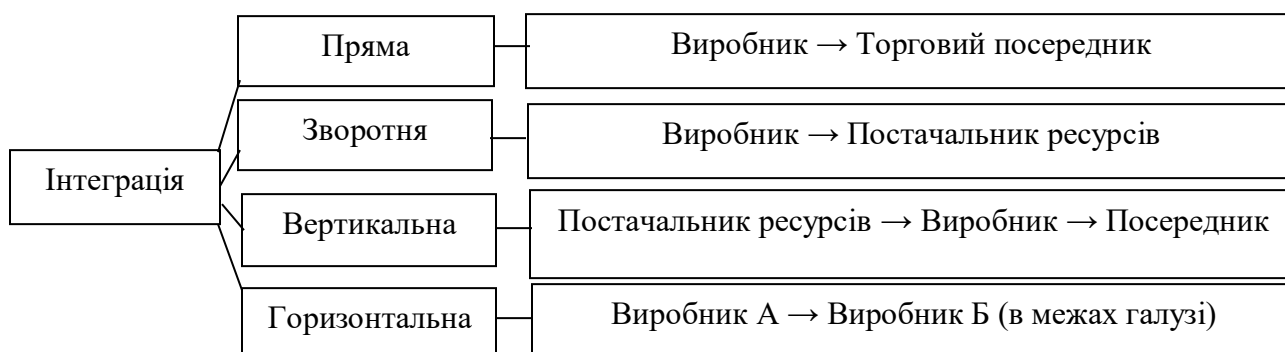 Пряма
Виробник → Торговий посередник
Зворотня
Виробник → Постачальник ресурсів
Інтеграція
Вертикальна
Постачальник ресурсів → Виробник → Посередник
Горизонтальна
Виробник А → Виробник Б (в межах галузі)